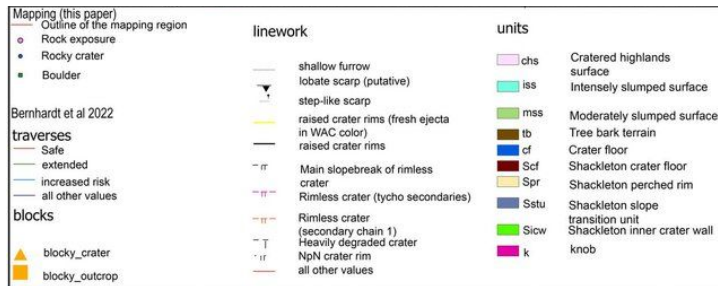 Mapping (this paper)
Outline of the mapping region
Rock exposure
Rocky crater
Boulder
Bernhardt et al 2022
traverses
Safe
extended
increased risk
all other values
blocks
blocky_crater
blocky_outcrop
linework
shallow furrow
lobate scarp (putative)
step-like scarp
raised crater rims (fresh ejecta
in WAC color)
raised crater rims
Main slopebreak of rimless
crater
Rimless crater (tycho secondaries)
Rimless crater
(secondary chain 1)
Heavily degraded crater
NpN crater rim
all other values
units
chs Cratered highlands
surface
iss Intensely slumped surface
mss Moderately slumped surface
tb Tree bark terrain
cf Crater floor
Scf Shackleton crater floor
Spr Shackleton perched rim
Sstu Shackleton slope
transition unit
Sicw Shackleton inner crater wall
k knob